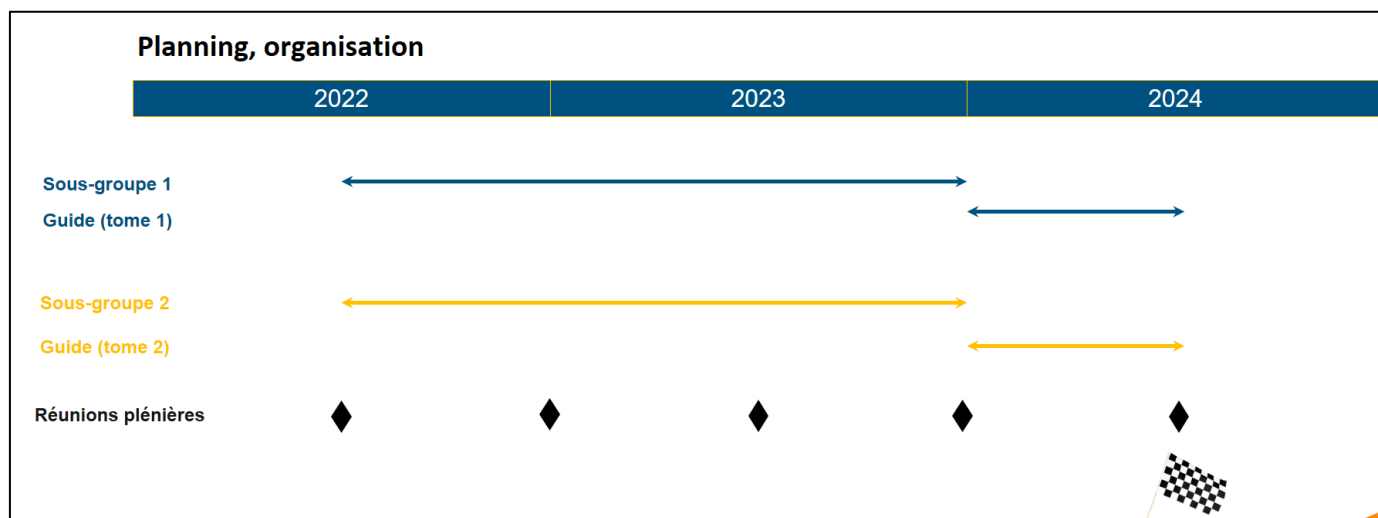 Planning, organisation
2022 2023 2024
Sous-groupe 1
Guide (tome 1)
Sous-groupe 2
Guide (tome 2)
Réunions plénières